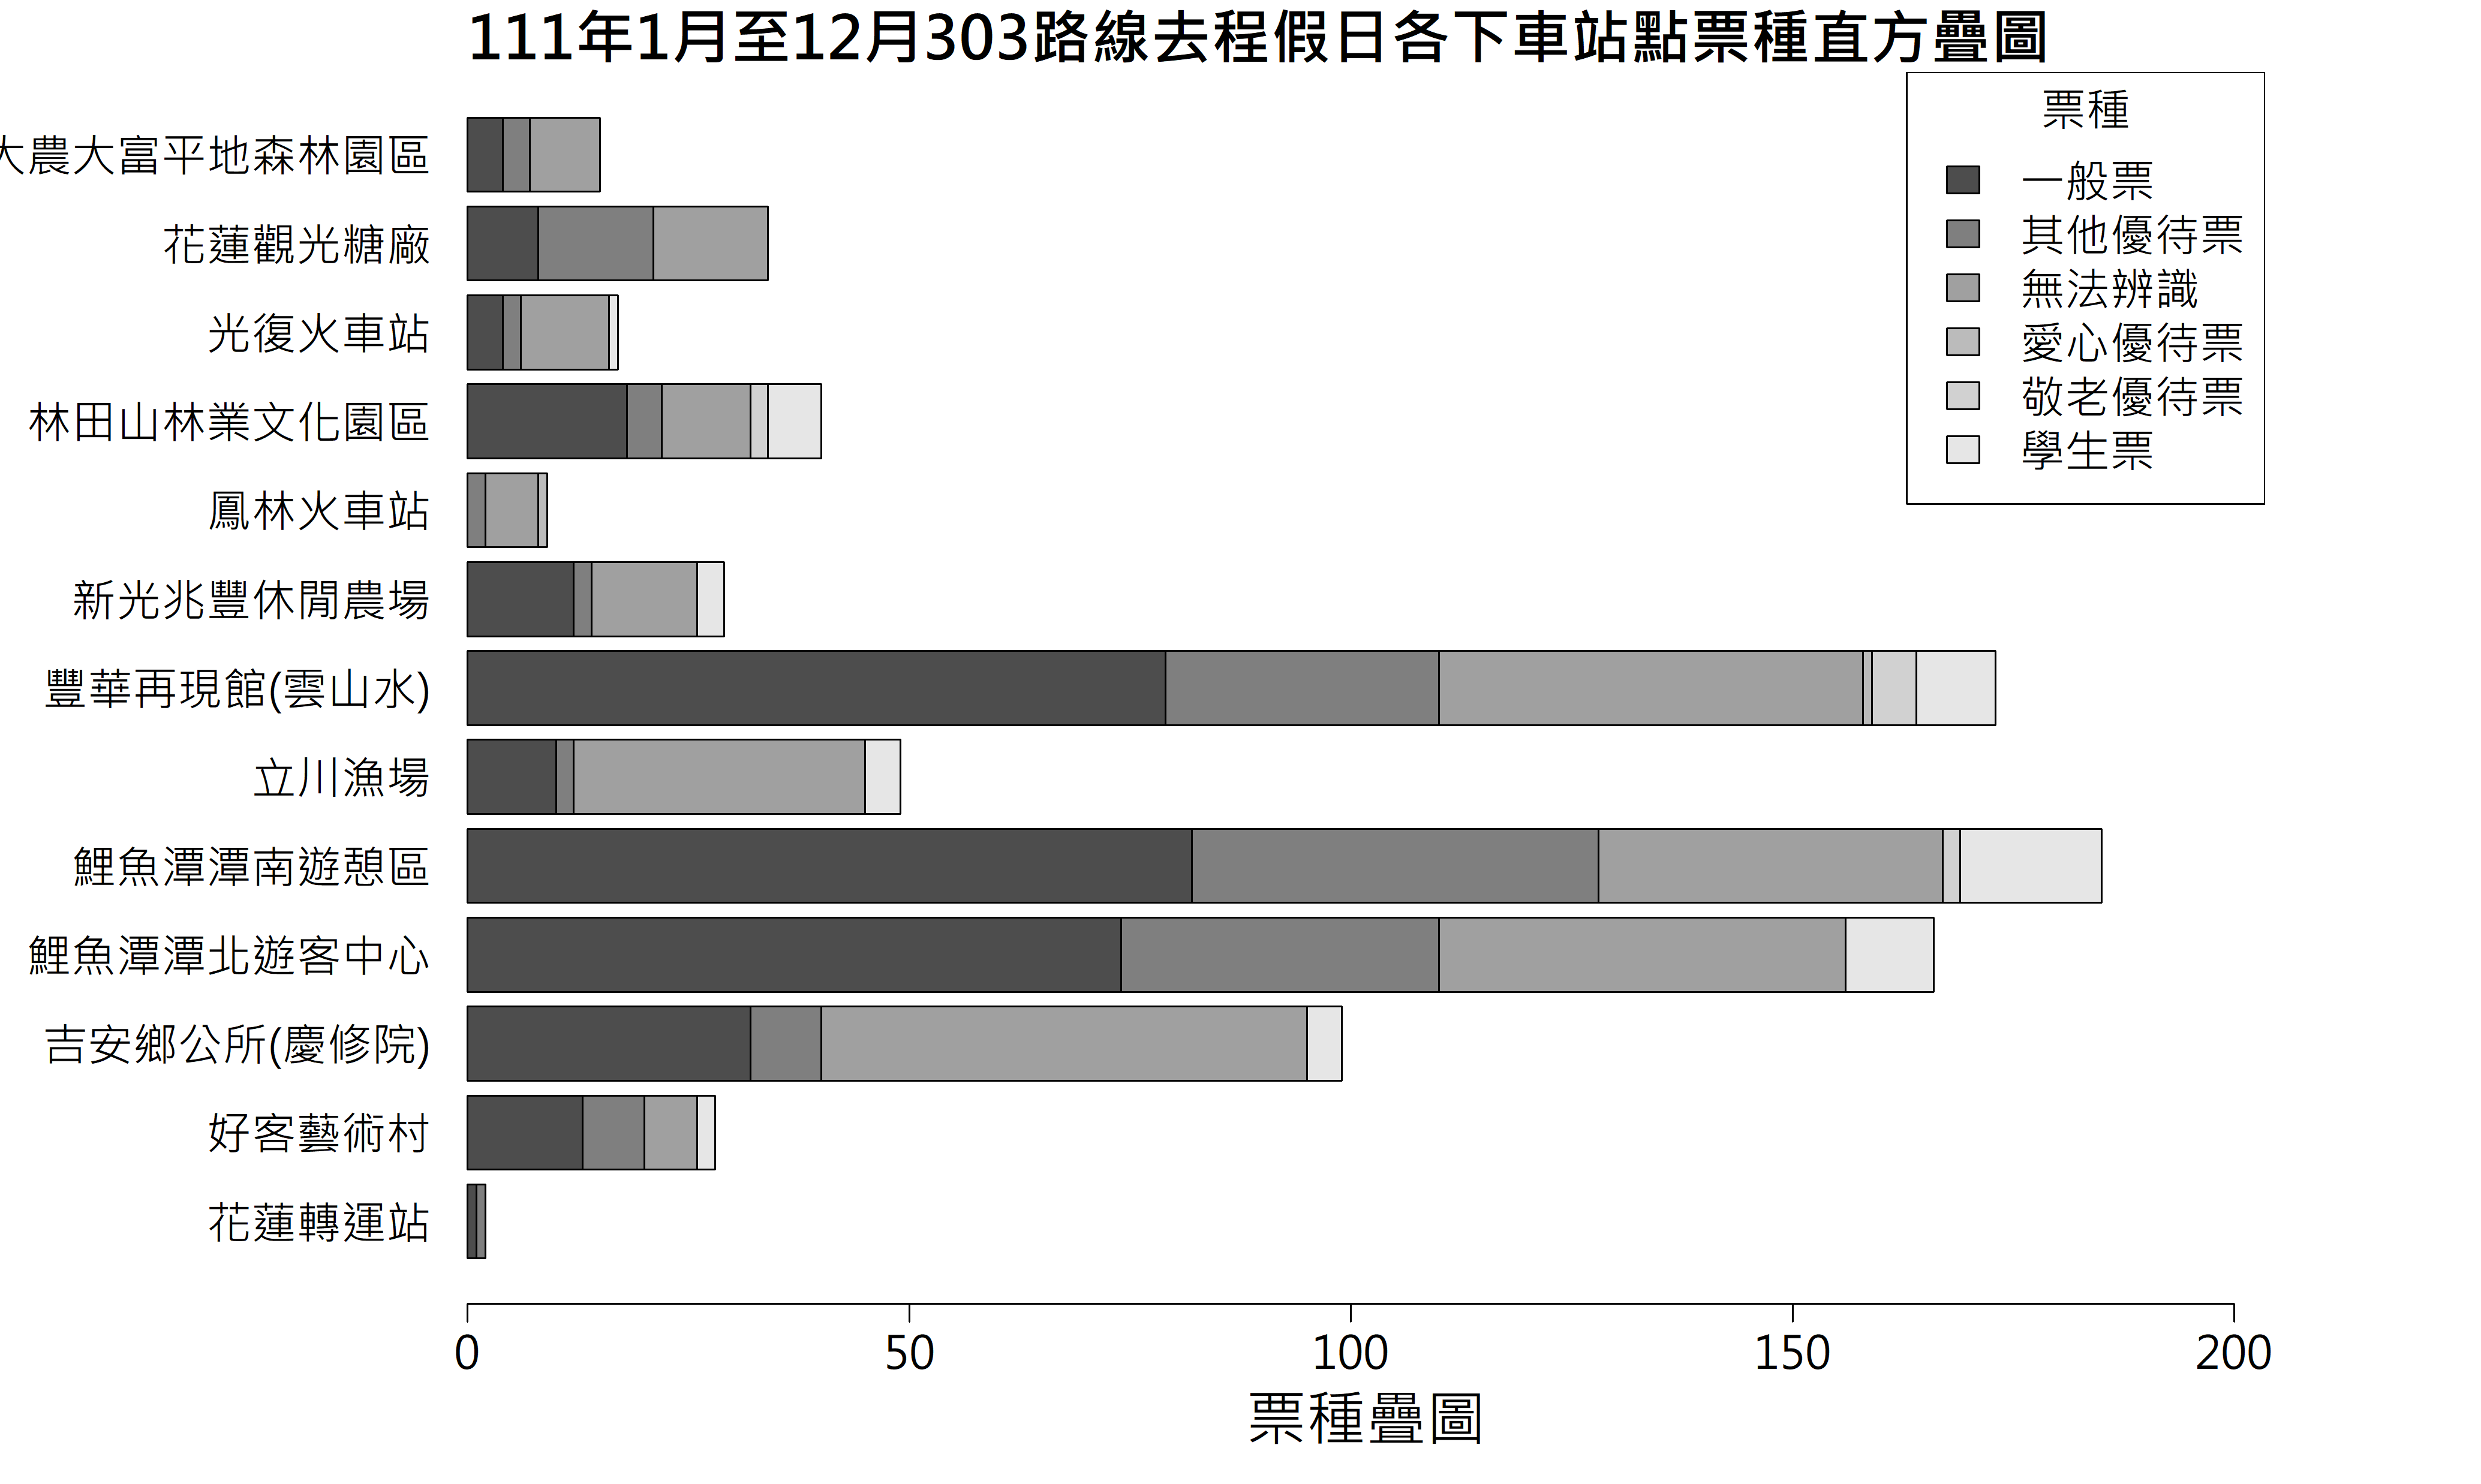 111年1月至12月303路線去程假日各下車站點票種直方疊圖
票種
一般票
其他優待票
無法辨識
愛心優待票
敬老優待票
學生票
大農大富平地森林園區
花蓮觀光糖廠
光復火車站
林田山林業文化園區
鳳林火車站
新光兆豐休閒農場
豐華再現館(雲山水)
立川漁場
鯉魚潭潭南遊憩區
鯉魚潭潭北遊客中心
吉安鄉公所(慶修院)
好客藝術村
花蓮轉運站
0 50 100 150 200
票種疊圖